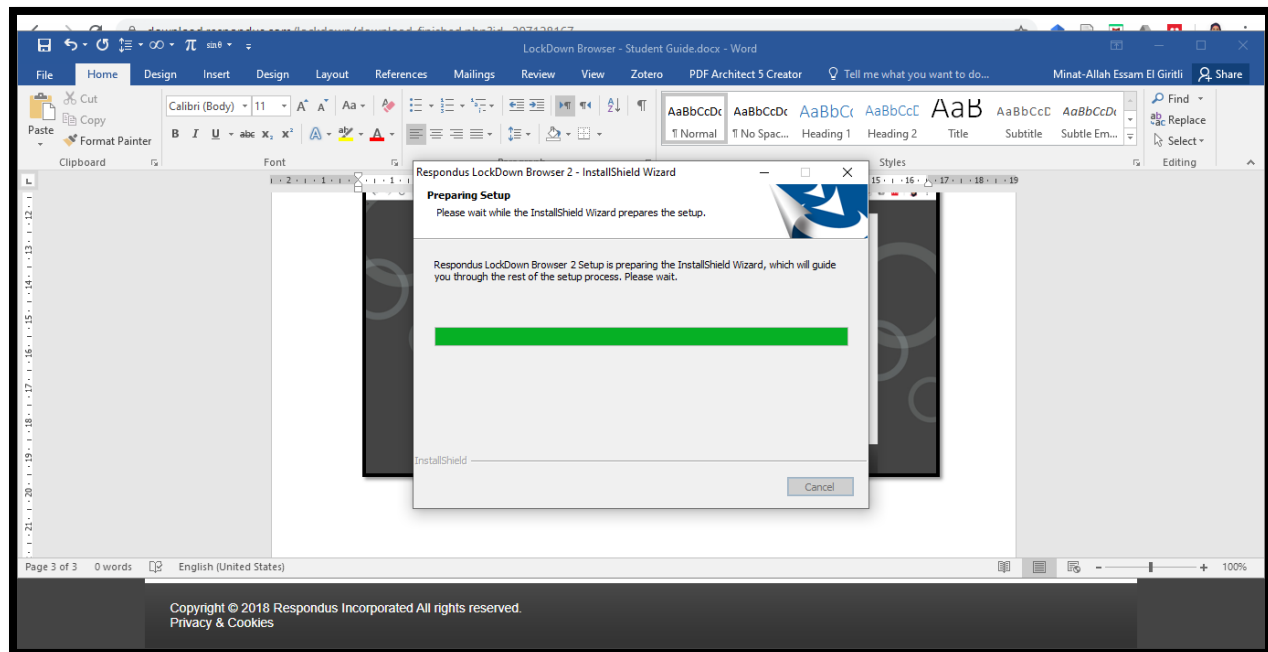 LockDown Browser - Student Guide.docx - Word
File Home Design Insert Design Layout References Mailings Review View Zotero PDF Architect 5 Creator Tell me what you want to do... Minat-Allah Essam El Giritli Share
Cut
Copy
Format Painter
Paste
Calibri (Body) 11
Aa
B I U abc X₂ X²
AaBbCcDc AaBbCcDc AaBbCc AaBbCcC AaB AaBbCcC AaBbCcDc
¶ Normal ¶ No Spac... Heading 1 Heading 2 Title Subtitle Subtle Em...
Find
Replace
Select
Clipboard Font Styles Editing
Respondus LockDown Browser 2 - InstallShield Wizard
Preparing Setup
Please wait while the InstallShield Wizard prepares the setup.
Respondus LockDown Browser 2 Setup is preparing the InstallShield Wizard, which will guide
you through the rest of the setup process. Please wait.
InstallShield
Cancel
Page 3 of 3 0 words English (United States) 100%
Copyright © 2018 Respondus Incorporated All rights reserved.
Privacy & Cookies